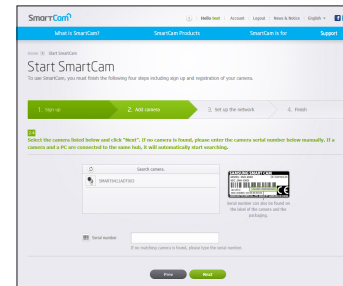 SmartCam
Hello test | Account | Logout | News & Notice | English
What is SmartCam?
SmartCam Products
SmartCam is for
Support
Home
Start SmartCam
Start SmartCam
To use SmartCam, you must finish the following four steps including sign up and registration of your camera.
1. Sign up
2. Add camera
3. Set up the network
4. Finish
Select the camera listed below and click "Next". If no camera is found, please enter the camera serial number below manually. If a
camera and a PC are connected to the same hub, it will automatically start searching.
Search camera.
SAMSUNG SMART CAM
Serial number can also be found on
the label of the camera and the
packaging.
Serial number
If no matching camera is found, please type the serial number.
Prev
Next